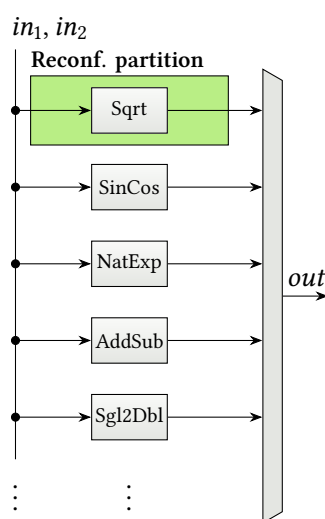 in₁, in₂
Reconf. partition
Sqrt
SinCos
NatExp
out
AddSub
Sgl2Dbl
⋮ ⋮